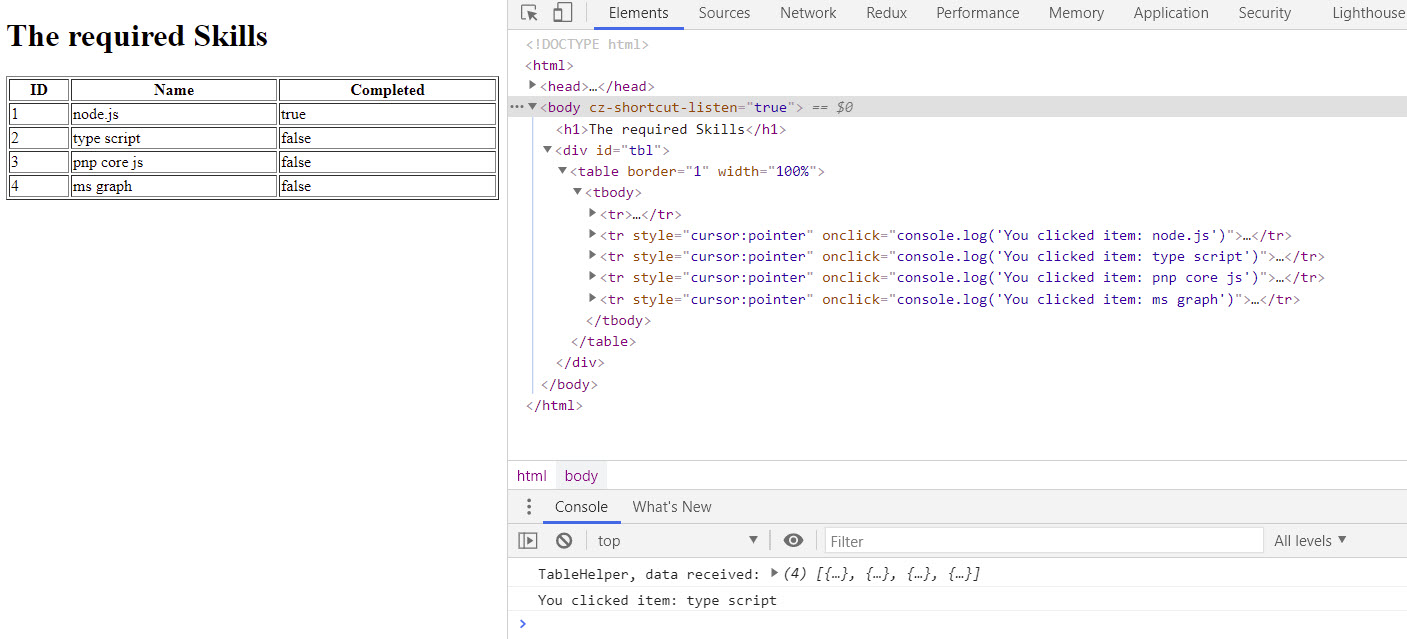 The required Skills
ID Name Completed
1 node.js true
2 type script false
3 pnp core js false
4 ms graph false
Elements Sources Network Redux Performance Memory Application Security Lighthouse
<!DOCTYPE html>
<html>
<head>…</head>
<body cz-shortcut-listen="true"> == $0
<h1>The required Skills</h1>
<div id="tbl">
<table border="1" width="100%">
<tbody>
<tr>…</tr>
<tr style="cursor:pointer" onclick="console.log('You clicked item: node.js')">…</tr>
<tr style="cursor:pointer" onclick="console.log('You clicked item: type script')">…</tr>
<tr style="cursor:pointer" onclick="console.log('You clicked item: pnp core js')">…</tr>
<tr style="cursor:pointer" onclick="console.log('You clicked item: ms graph')">…</tr>
</tbody>
</table>
</div>
</body>
</html>
html body
Console What's New
top Filter All levels
TableHelper, data received: (4) [{…}, {…}, {…}, {…}]
You clicked item: type script